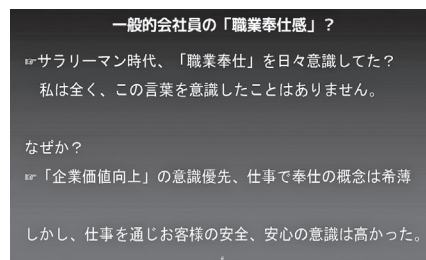 一般的会社員の「職業奉仕感」？
☞サラリーマン時代、「職業奉仕」を日々意識してた？
私は全く、この言葉を意識したことはありません。
なぜか？
☞「企業価値向上」の意識優先、仕事で奉仕の概念は希薄
しかし、仕事を通じお客様の安全、安心の意識は高かった。